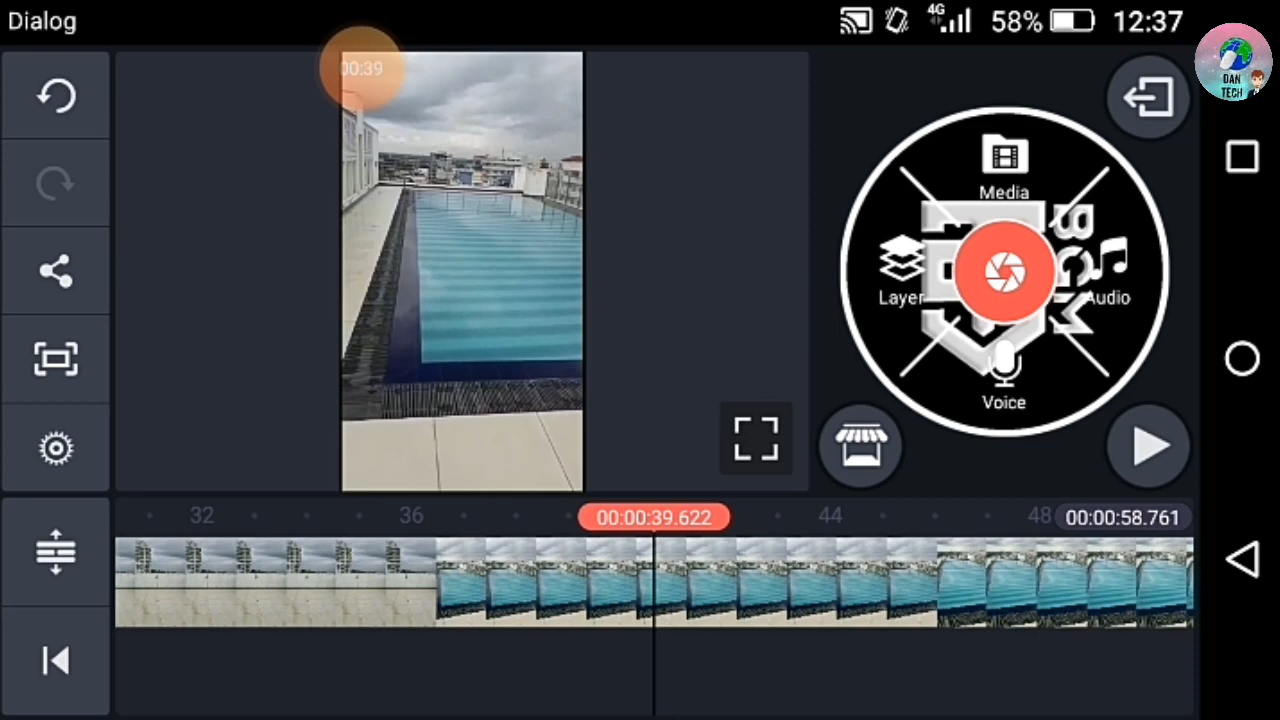 Dialog
4G
58%
12:37
DAN
TECH
00:39
Media
Layer
Audio
BGM
Voice
32
36
00:00:39.622
44
48
00:00:58.761